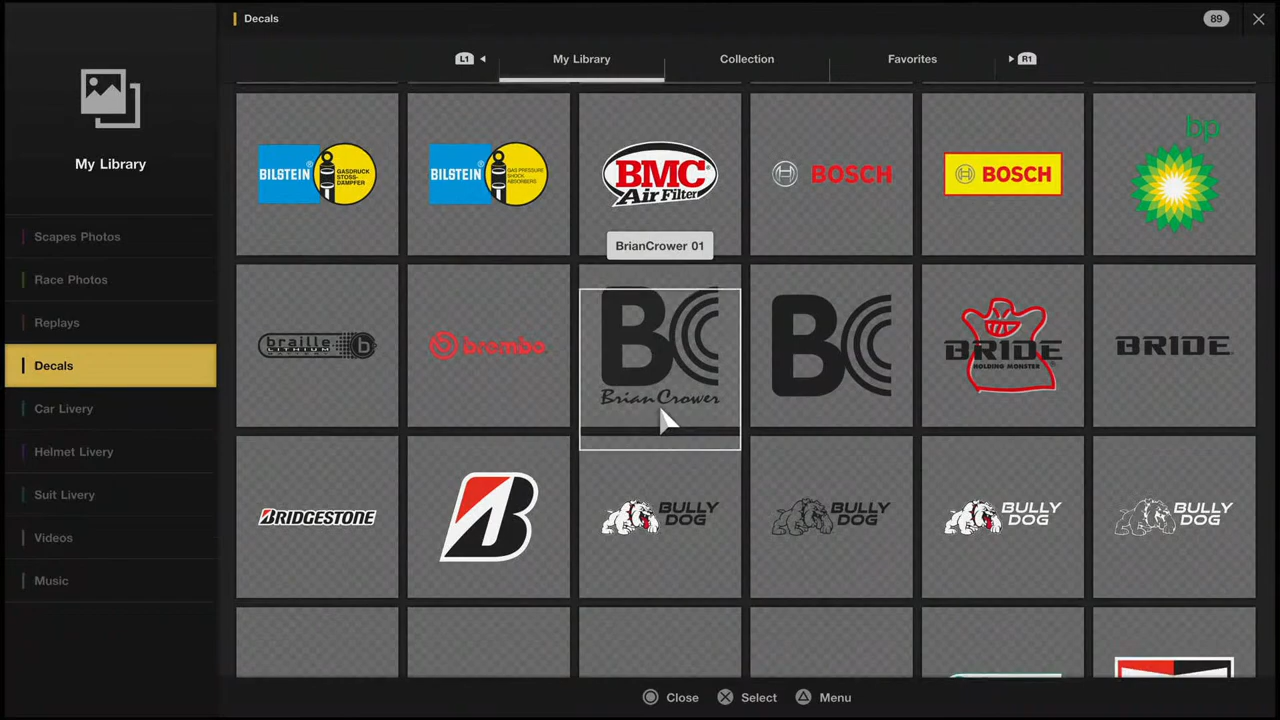 Decals
89
L1
My Library
Collection
Favorites
R1
My Library
Scapes Photos
Race Photos
Replays
Decals
Car Livery
Helmet Livery
Suit Livery
Videos
Music
BILSTEIN
GASDRUCK
STOSS-
DÄMPFER
BILSTEIN
GAS PRESSURE
SHOCK
ABSORBERS
BMC
Air Filter
BOSCH
BOSCH
bp
BrianCrower 01
braille
LITHIUM
b
brembo
BC
BrianCrower
BC
BRIDE
HOLDING MONSTER
BRIDE
BRIDGESTONE
B
BULLY
DOG
BULLY
DOG
BULLY
DOG
BULLY
DOG
Close
Select
Menu